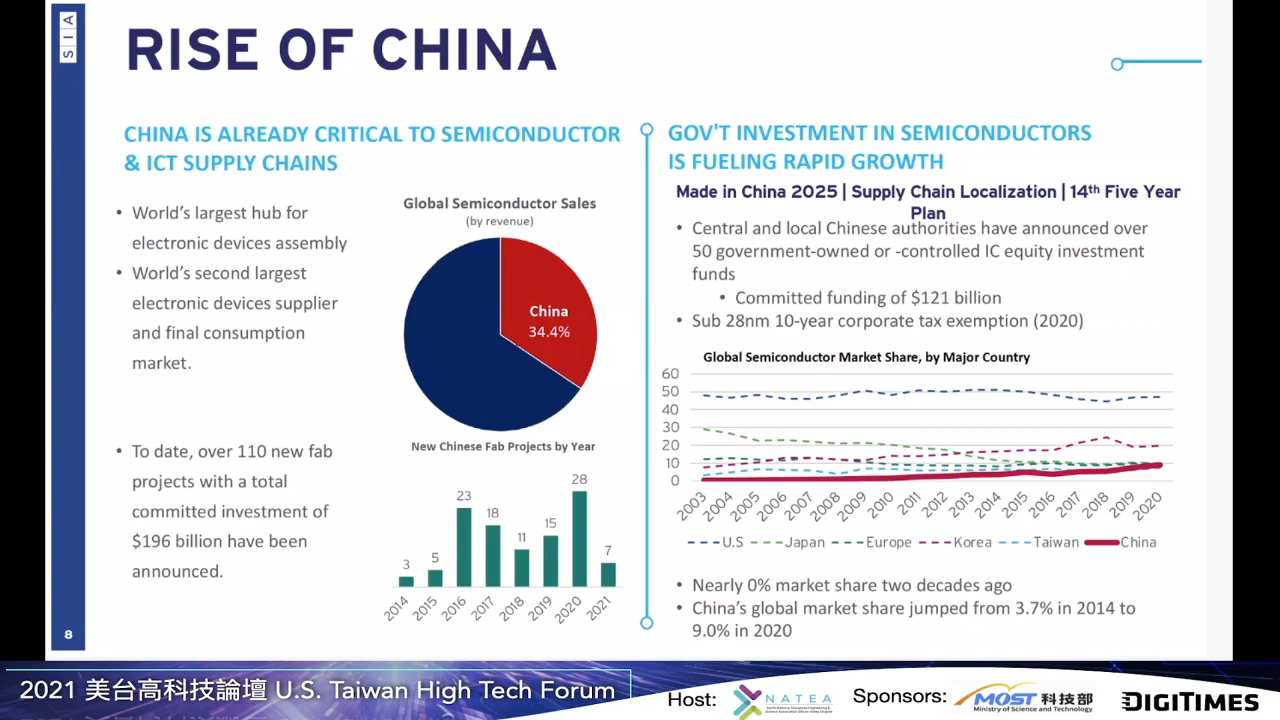 SIA
RISE OF CHINA
CHINA IS ALREADY CRITICAL TO SEMICONDUCTOR
& ICT SUPPLY CHAINS
• World's largest hub for
electronic devices assembly
• World's second largest
electronic devices supplier
and final consumption
market.
• To date, over 110 new fab
projects with a total
committed investment of
$196 billion have been
announced.
Global Semiconductor Sales
(by revenue)
China
34.4%
New Chinese Fab Projects by Year
3 5 23 18 11 15 28 7
2014 2015 2016 2017 2018 2019 2020 2021
GOV'T INVESTMENT IN SEMICONDUCTORS
IS FUELING RAPID GROWTH
Made in China 2025 | Supply Chain Localization | 14th Five Year
Plan
• Central and local Chinese authorities have announced over
50 government-owned or -controlled IC equity investment
funds
• Committed funding of $121 billion
• Sub 28nm 10-year corporate tax exemption (2020)
Global Semiconductor Market Share, by Major Country
60
50
40
30
20
10
0
2003 2004 2005 2006 2007 2008 2009 2010 2011 2012 2013 2014 2015 2016 2017 2018 2019 2020
U.S Japan Europe Korea Taiwan China
• Nearly 0% market share two decades ago
• China's global market share jumped from 3.7% in 2014 to
9.0% in 2020
8
2021 美台高科技論壇 U.S. Taiwan High Tech Forum
Host:
NATEA
Sponsors:
MOST 科技部
Ministry of Science and Technology
DIGITIMES